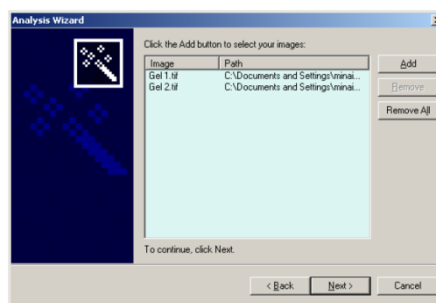 Analysis Wizard
Click the Add button to select your images:
Image Path
Gel 1.tif C:\Documents and Settings\minai...
Gel 2.tif C:\Documents and Settings\minai...
Add
Remove
Remove All
To continue, click Next.
< Back Next > Cancel